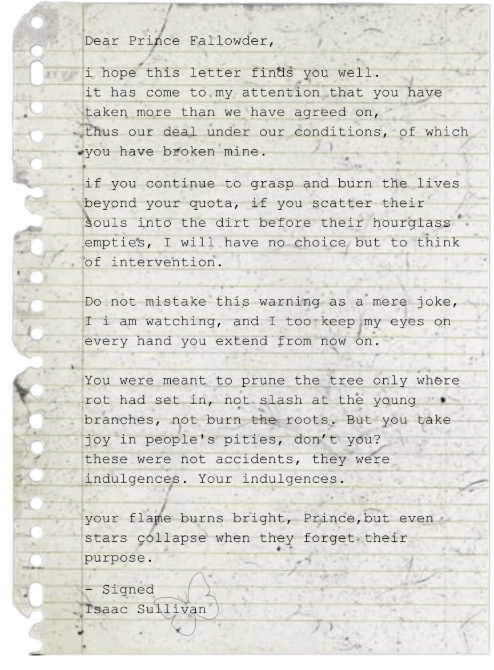 Dear Prince Fallowder,
i hope this letter finds you well.
it has come to my attention that you have
taken more than we have agreed on,
thus our deal under our conditions, of which
you have broken mine.
if you continue to grasp and burn the lives
beyond your quota, if you scatter their
souls into the dirt before their hourglass
empties, I will have no choice but to think
of intervention.
Do not mistake this warning as a mere joke,
I i am watching, and I too keep my eyes on
every hand you extend from now on.
You were meant to prune the tree only where
rot had set in, not slash at the young
branches, not burn the roots. But you take
joy in people's pities, don’t you?
these were not accidents, they were
indulgences. Your indulgences.
your flame burns bright, Prince,but even
stars collapse when they forget their
purpose.
- Signed
Isaac Sullivan